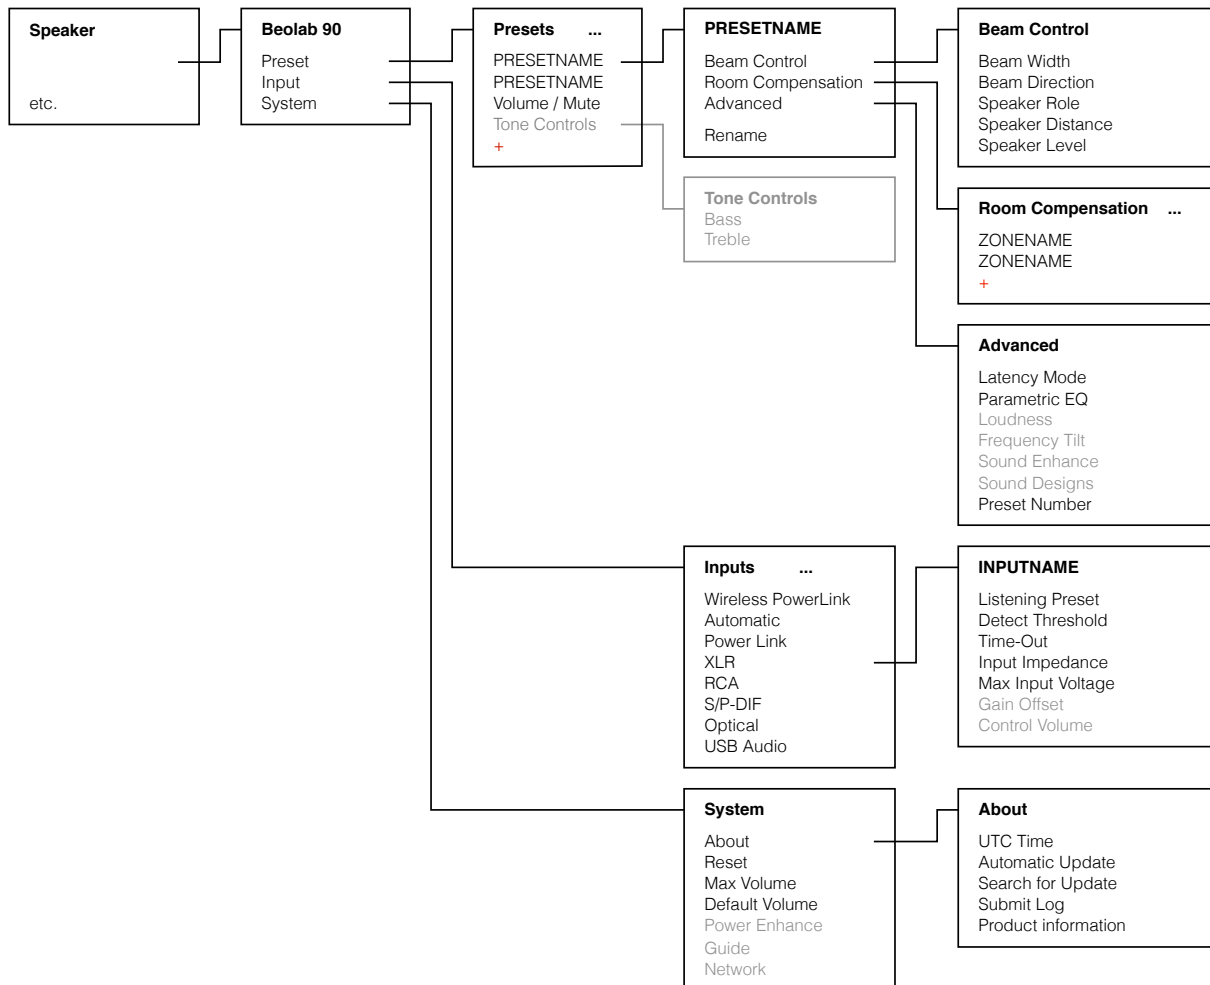 Speaker
etc.
Beolab 90
Preset
Input
System
Presets ...
PRESETNAME
PRESETNAME
Volume / Mute
Tone Controls
+
PRESETNAME
Beam Control
Room Compensation
Advanced
Rename
Tone Controls
Bass
Treble
Beam Control
Beam Width
Beam Direction
Speaker Role
Speaker Distance
Speaker Level
Room Compensation ...
ZONENAME
ZONENAME
+
Advanced
Latency Mode
Parametric EQ
Loudness
Frequency Tilt
Sound Enhance
Sound Designs
Preset Number
Inputs ...
Wireless PowerLink
Automatic
Power Link
XLR
RCA
S/P-DIF
Optical
USB Audio
INPUTNAME
Listening Preset
Detect Threshold
Time-Out
Input Impedance
Max Input Voltage
Gain Offset
Control Volume
System
About
Reset
Max Volume
Default Volume
Power Enhance
Guide
Network
About
UTC Time
Automatic Update
Search for Update
Submit Log
Product information